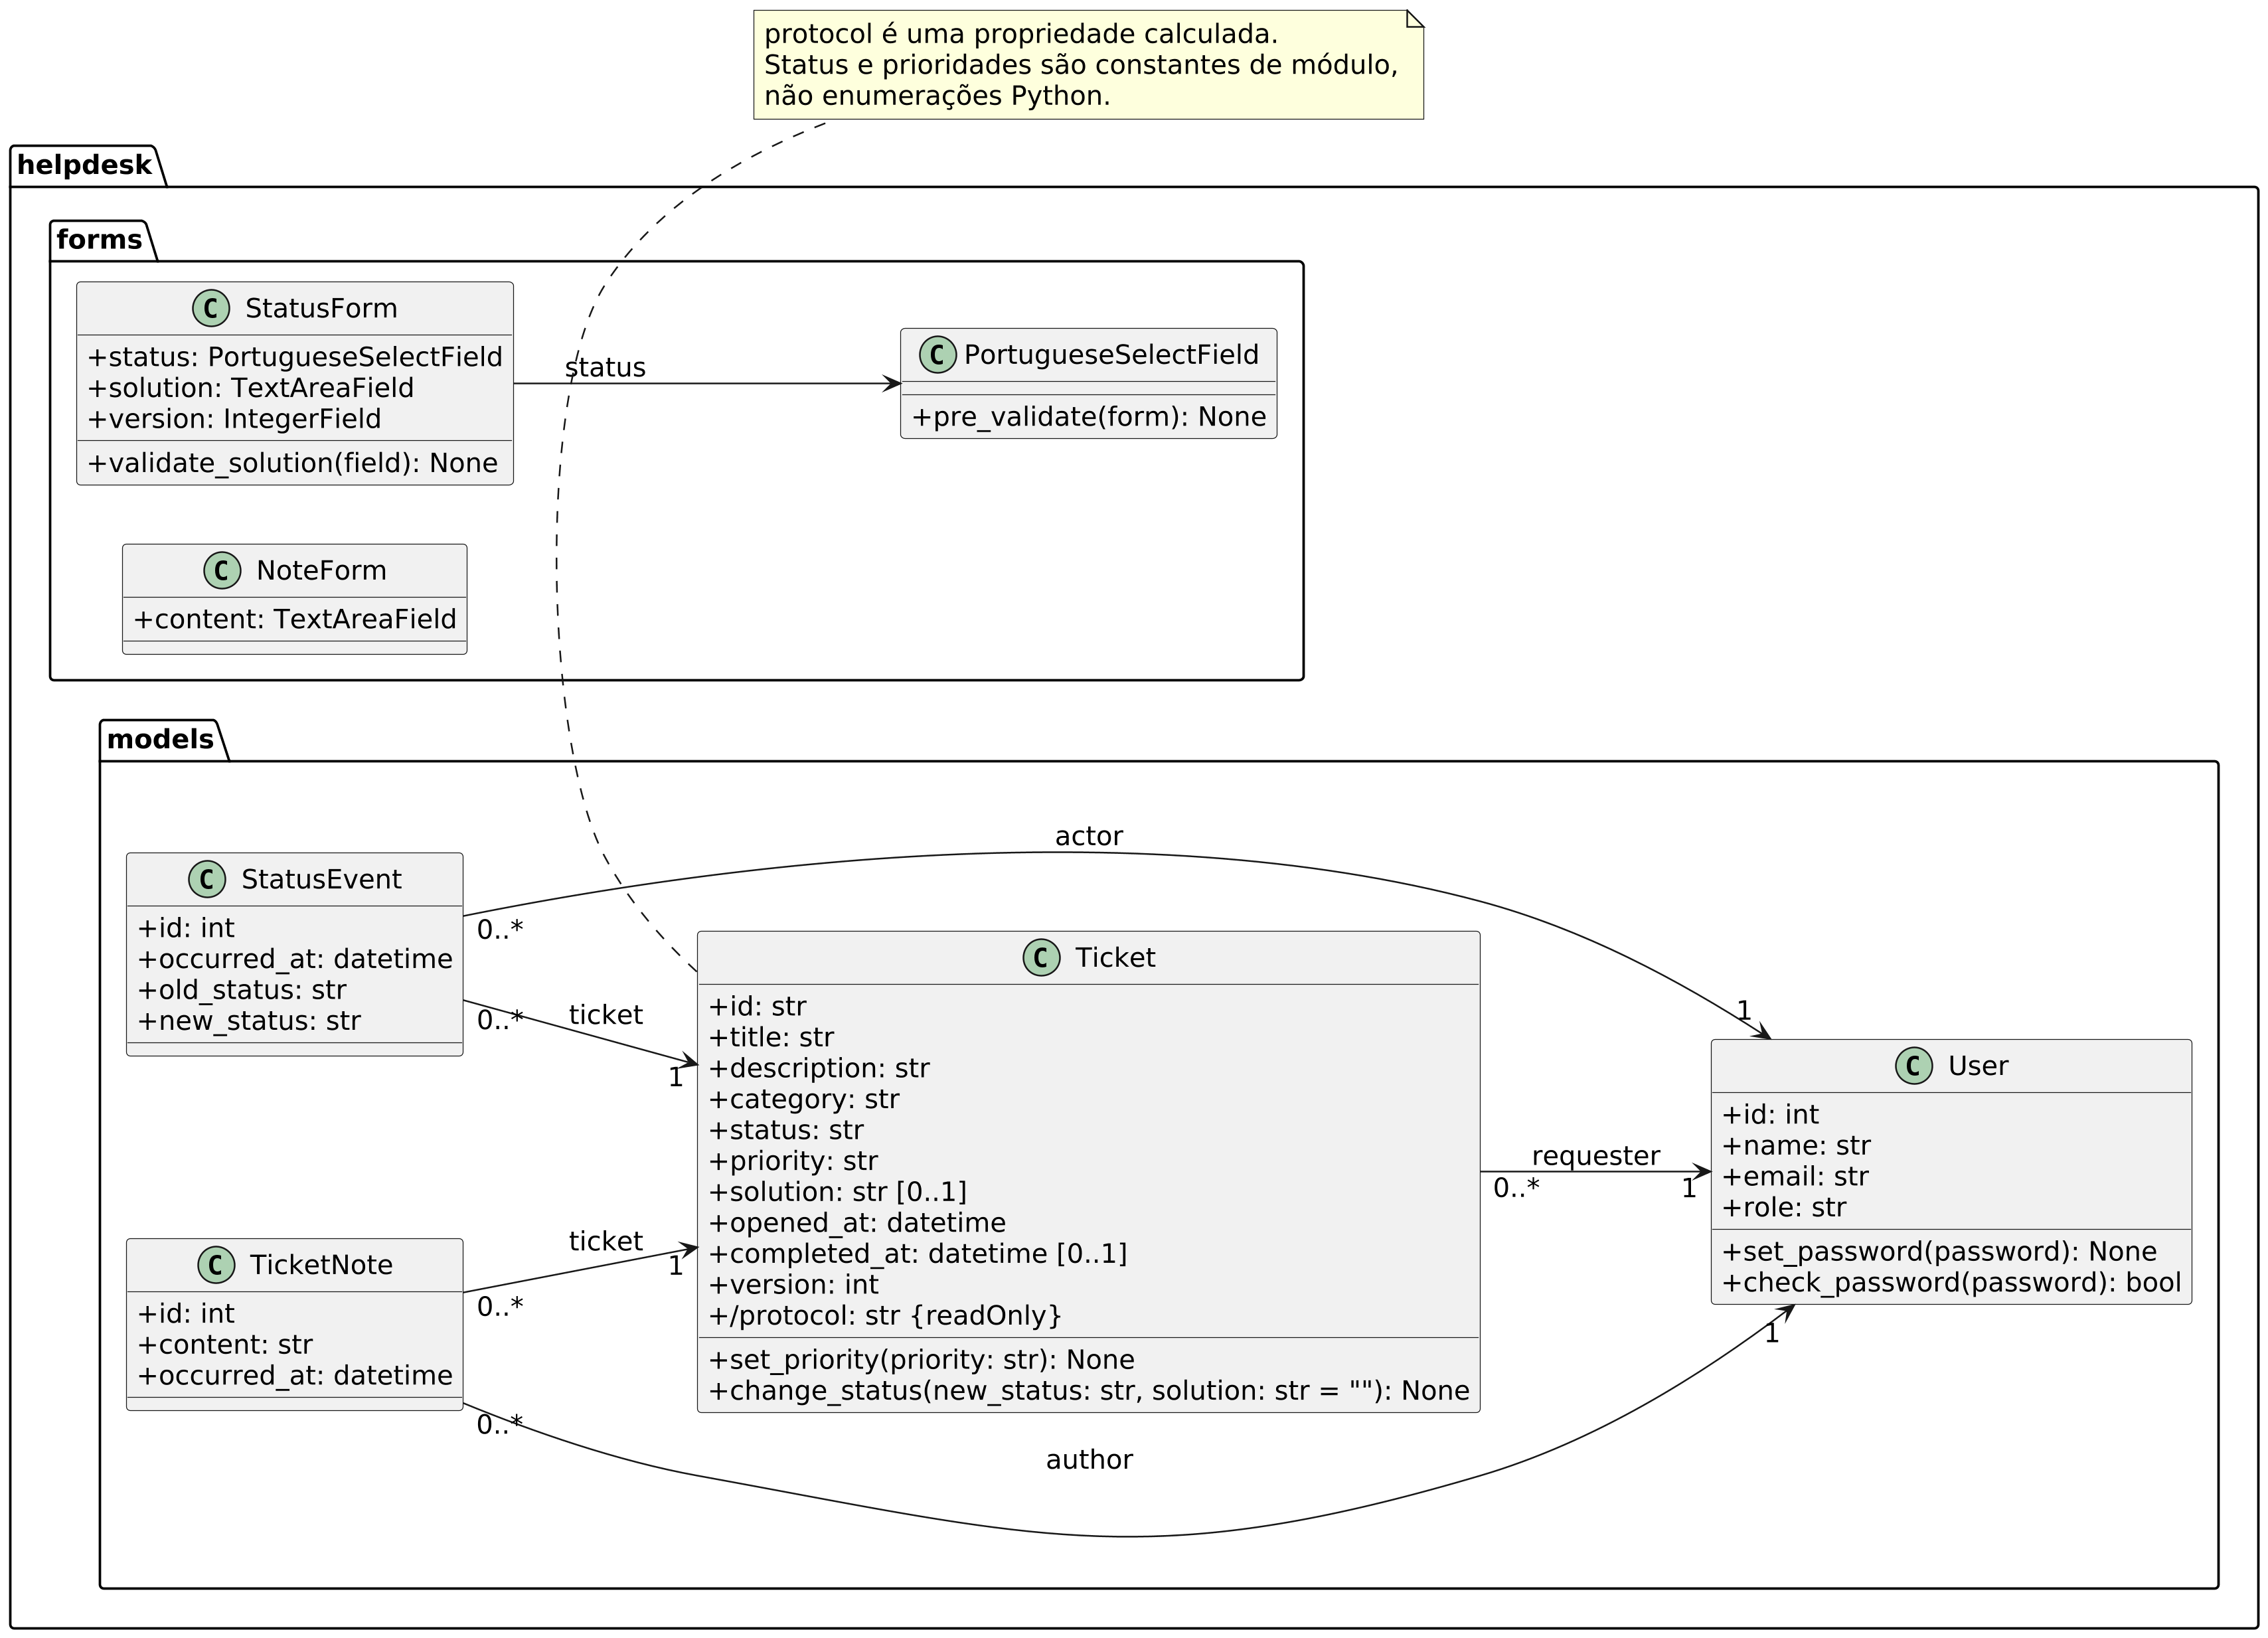 protocol é uma propriedade calculada.
Status e prioridades são constantes de módulo,
não enumerações Python.
helpdesk
forms
C StatusForm
+status: PortugueseSelectField
+solution: TextAreaField
+version: IntegerField
+validate_solution(field): None
status
C PortugueseSelectField
+pre_validate(form): None
C NoteForm
+content: TextAreaField
models
C StatusEvent
+id: int
+occurred_at: datetime
+old_status: str
+new_status: str
actor
0..*
1
ticket
0..*
1
C Ticket
+id: str
+title: str
+description: str
+category: str
+status: str
+priority: str
+solution: str [0..1]
+opened_at: datetime
+completed_at: datetime [0..1]
+version: int
+/protocol: str {readOnly}
+set_priority(priority: str): None
+change_status(new_status: str, solution: str = ""): None
requester
0..*
1
C User
+id: int
+name: str
+email: str
+role: str
+set_password(password): None
+check_password(password): bool
C TicketNote
+id: int
+content: str
+occurred_at: datetime
ticket
0..*
1
author
0..*
1